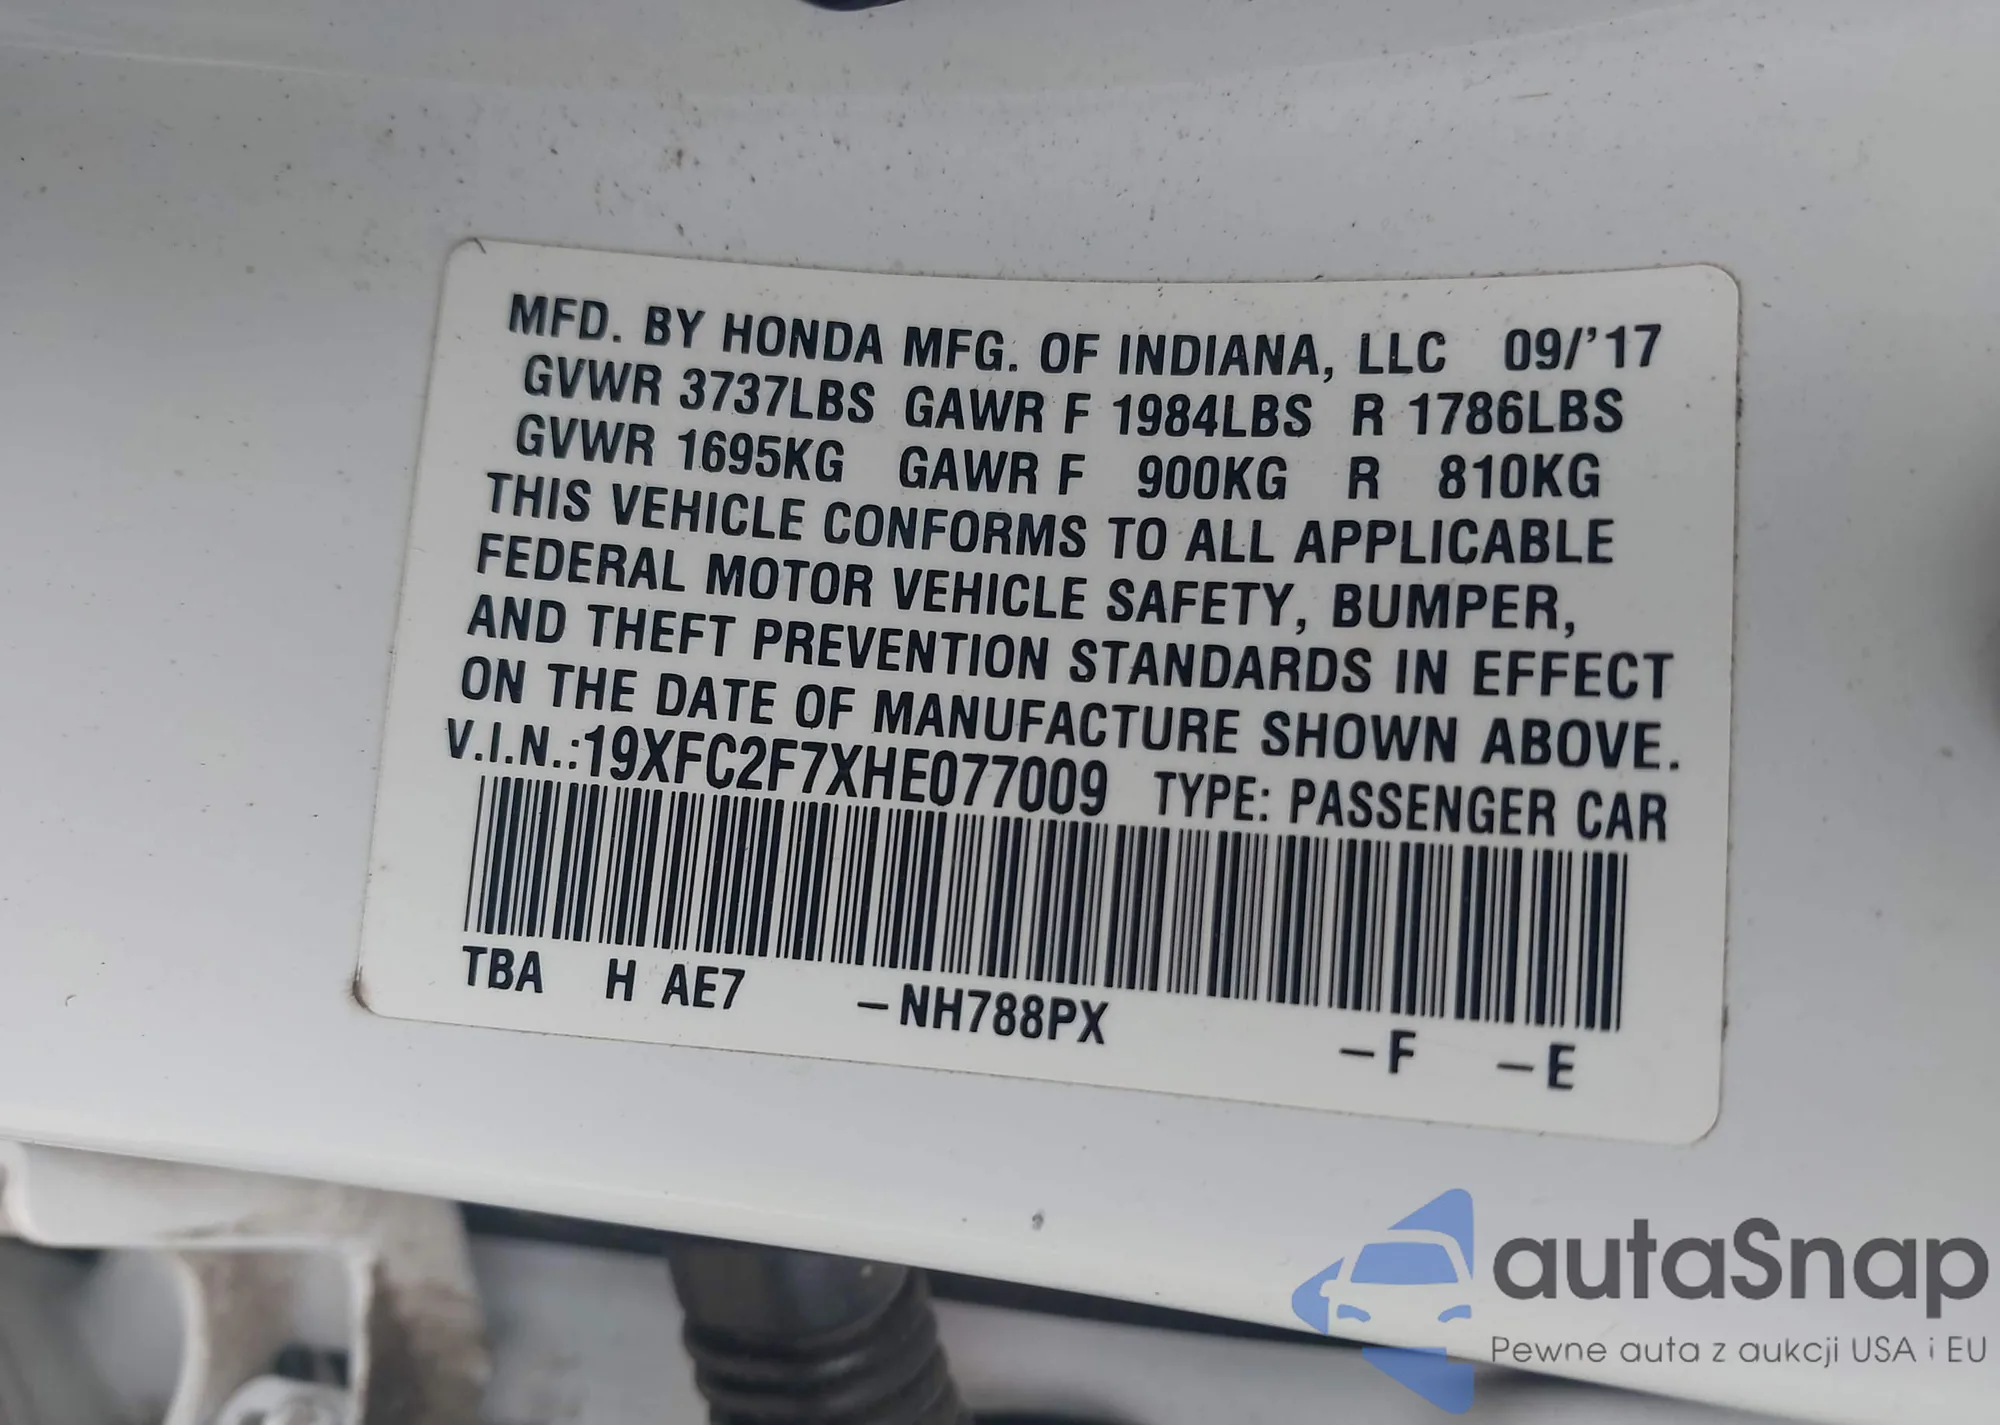 MFD. BY HONDA MFG. OF INDIANA, LLC 09/'17
GVWR 3737LBS GAWR F 1984LBS R 1786LBS
GVWR 1695KG GAWR F 900KG R 810KG
THIS VEHICLE CONFORMS TO ALL APPLICABLE
FEDERAL MOTOR VEHICLE SAFETY, BUMPER,
AND THEFT PREVENTION STANDARDS IN EFFECT
ON THE DATE OF MANUFACTURE SHOWN ABOVE.
V.I.N.:19XFC2F7XHE077009 TYPE: PASSENGER CAR
TBA H AE7 –NH788PX –F –E
autaSnap
Pewne auta z aukcji USA i EU